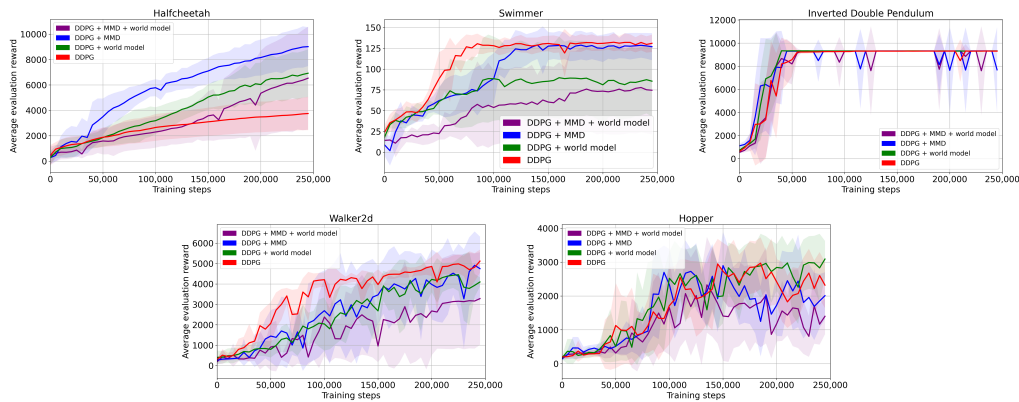 Halfcheetah
Average evaluation reward
10000
8000
6000
4000
2000
0
DDPG + MMD + world model
DDPG + MMD
DDPG + world model
DDPG
0
50,000
100,000
150,000
200,000
250,000
Training steps
Swimmer
Average evaluation reward
150
125
100
75
50
25
0
DDPG + MMD + world model
DDPG + MMD
DDPG + world model
DDPG
0
50,000
100,000
150,000
200,000
250,000
Training steps
Inverted Double Pendulum
Average evaluation reward
12000
10000
8000
6000
4000
2000
0
DDPG + MMD + world model
DDPG + MMD
DDPG + world model
DDPG
0
50,000
100,000
150,000
200,000
250,000
Training steps
Walker2d
Average evaluation reward
6000
5000
4000
3000
2000
1000
0
DDPG + MMD + world model
DDPG + MMD
DDPG + world model
DDPG
0
50,000
100,000
150,000
200,000
250,000
Training steps
Hopper
Average evaluation reward
4000
3000
2000
1000
0
DDPG + MMD + world model
DDPG + MMD
DDPG + world model
DDPG
0
50,000
100,000
150,000
200,000
250,000
Training steps